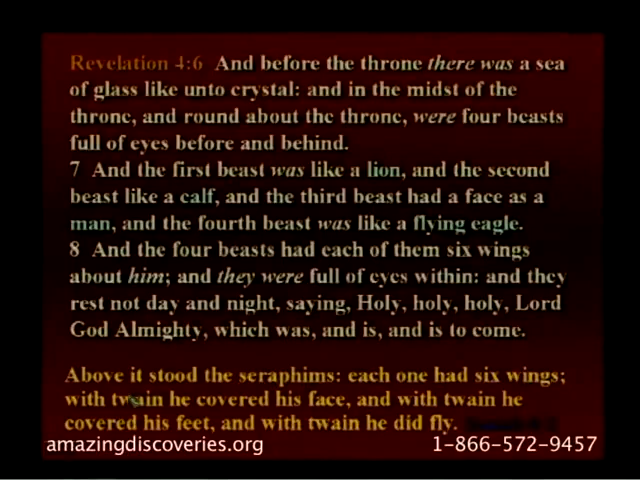 Revelation 4:6 And before the throne there was a sea
of glass like unto crystal: and in the midst of the
throne, and round about the throne, were four beasts
full of eyes before and behind.
7 And the first beast was like a lion, and the second
beast like a calf, and the third beast had a face as a
man, and the fourth beast was like a flying eagle.
8 And the four beasts had each of them six wings
about him; and they were full of eyes within: and they
rest not day and night, saying, Holy, holy, holy, Lord
God Almighty, which was, and is, and is to come.
Above it stood the seraphims: each one had six wings;
with twain he covered his face, and with twain he
covered his feet, and with twain he did fly.
amazingdiscoveries.org 1-866-572-9457